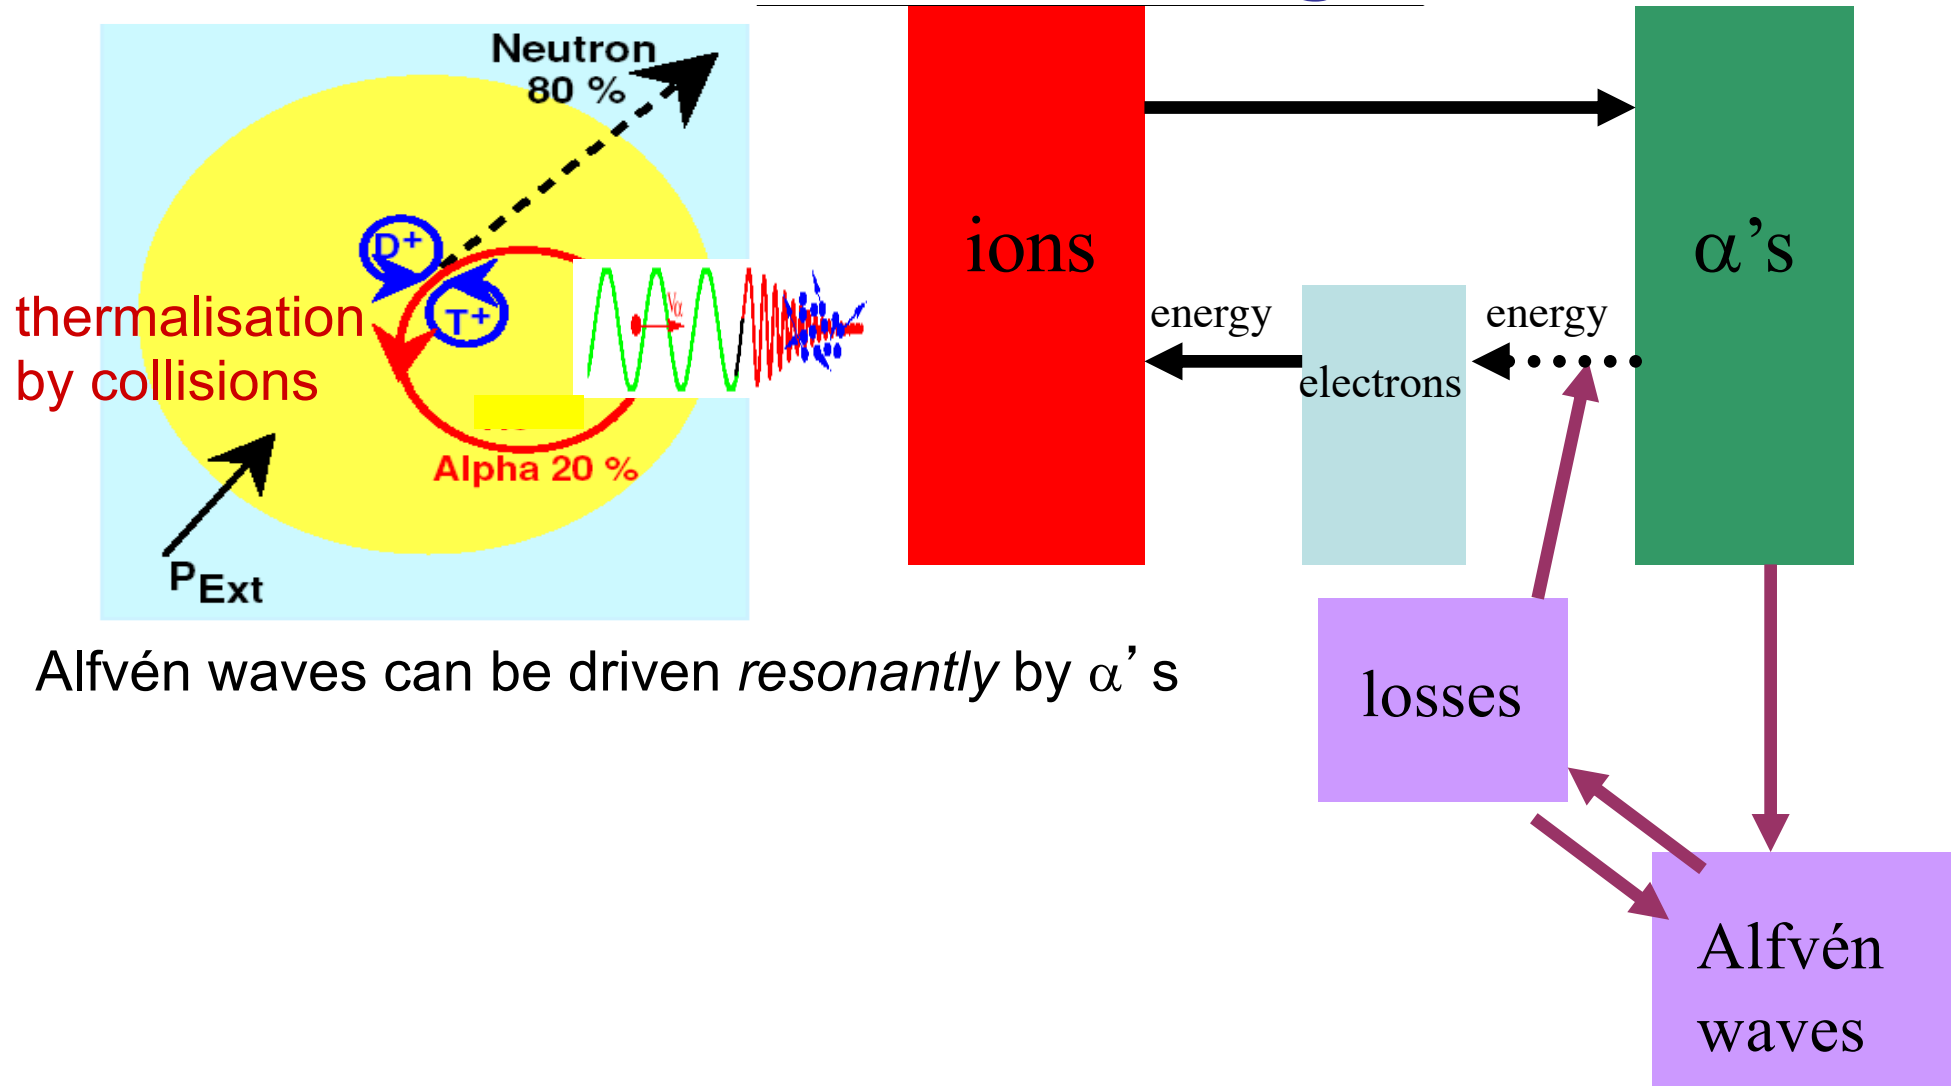 Neutron
80 %
D+
T+
vα
thermalisation
by collisions
Alpha 20 %
PExt
Alfvén waves can be driven resonantly by α’s
ions
α’s
energy
energy
electrons
losses
Alfvén
waves